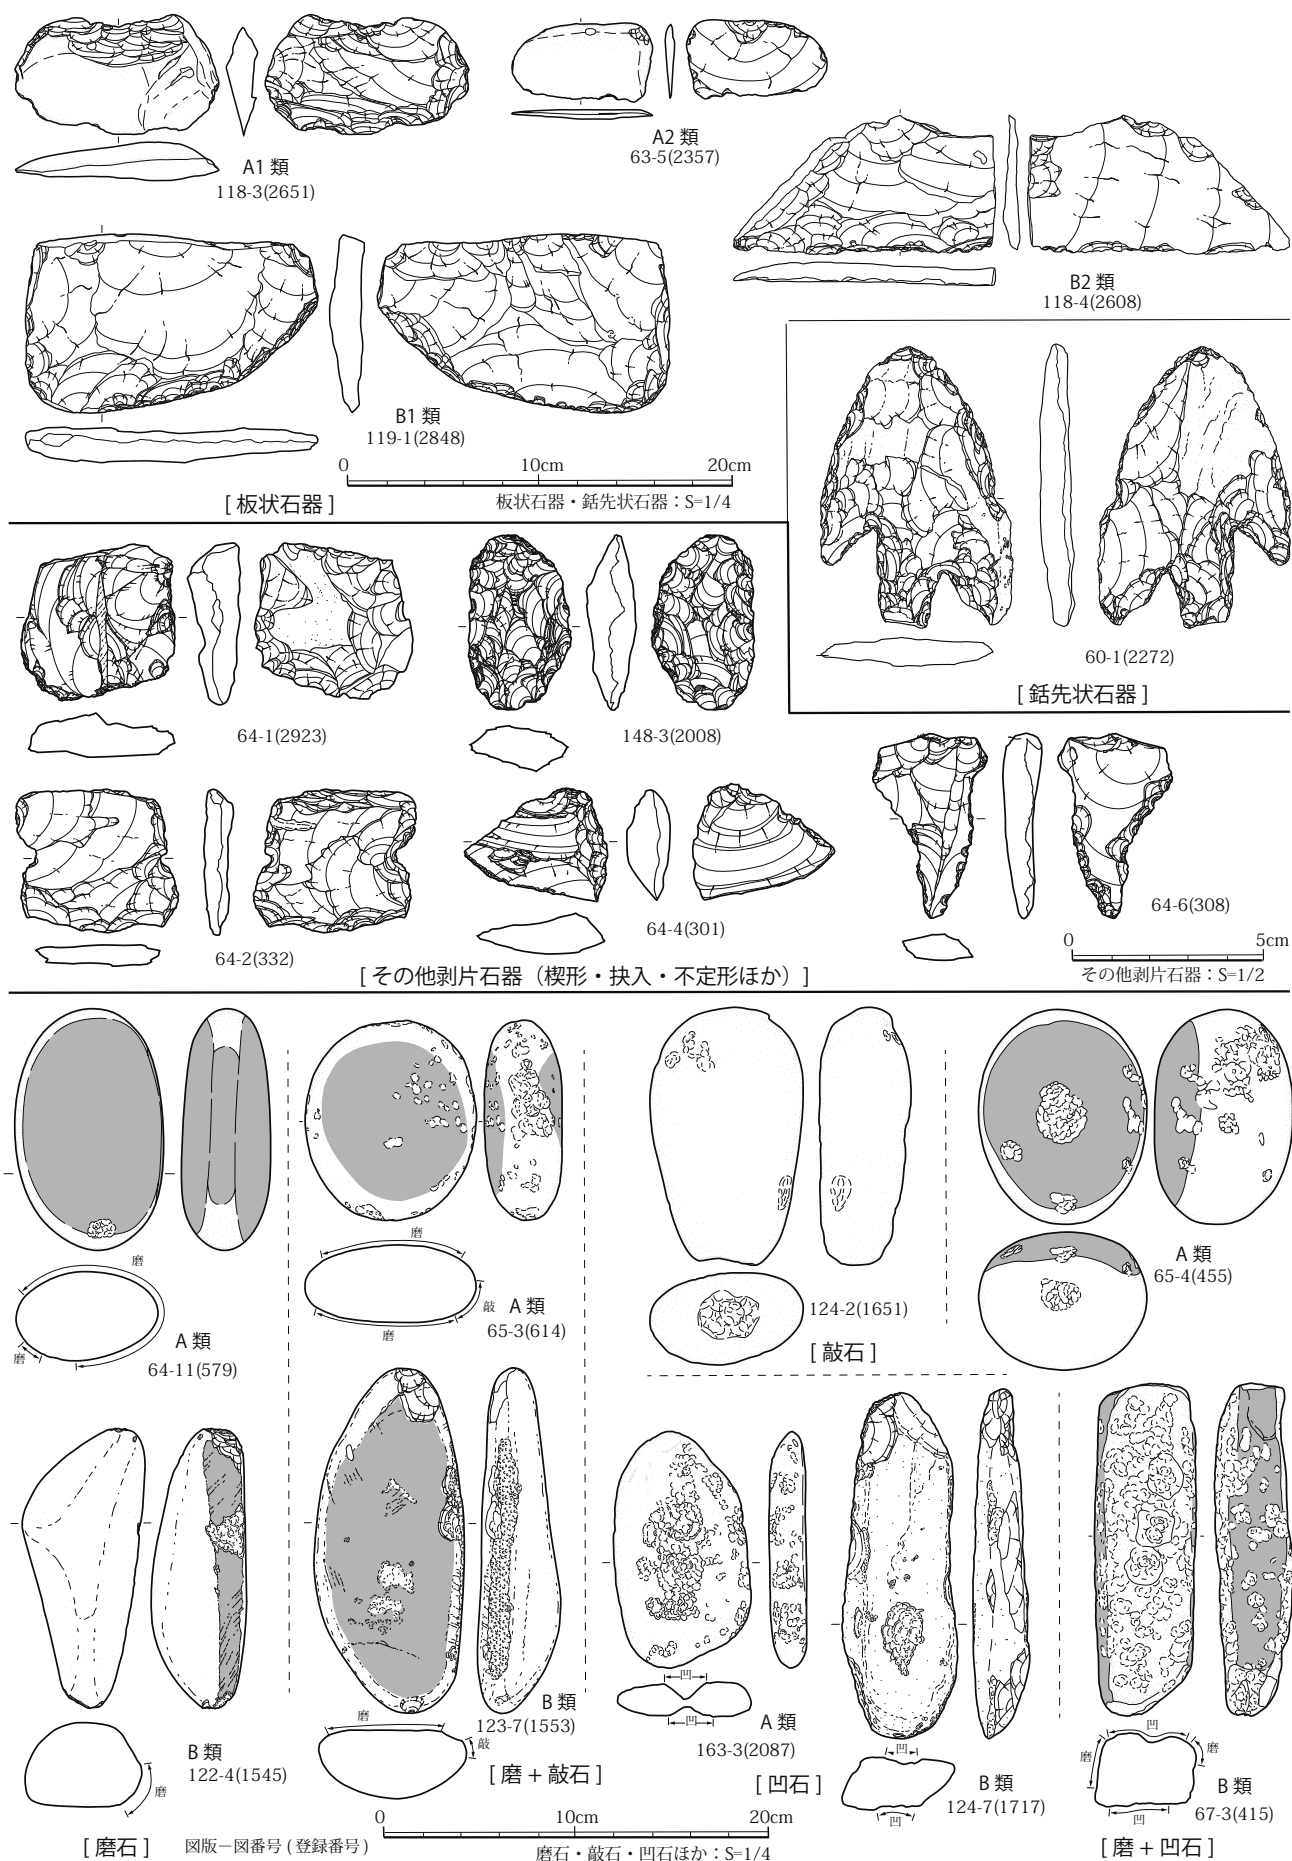 A1 類
118-3(2651)
A2 類
63-5(2357)
B2 類
118-4(2608)
B1 類
119-1(2848)
0 10cm 20cm
[ 板状石器 ]
板状石器・銛先状石器：S=1/4
60-1(2272)
[ 銛先状石器 ]
64-1(2923)
148-3(2008)
64-2(332)
64-4(301)
64-6(308)
0 5cm
その他剥片石器：S=1/2
[ その他剥片石器（楔形・抉入・不定形ほか）]
磨
磨
A 類
64-11(579)
磨
敲
磨
A 類
65-3(614)
124-2(1651)
[ 敲石 ]
A 類
65-4(455)
磨
B 類
122-4(1545)
[ 磨石 ]
磨
敲
B 類
123-7(1553)
[ 磨 + 敲石 ]
凹
凹
A 類
163-3(2087)
[ 凹石 ]
凹
凹
B 類
124-7(1717)
凹
磨
磨
凹
B 類
67-3(415)
[ 磨 + 凹石 ]
図版－図番号 ( 登録番号 )
0 10cm 20cm
磨石・敲石・凹石ほか：S=1/4